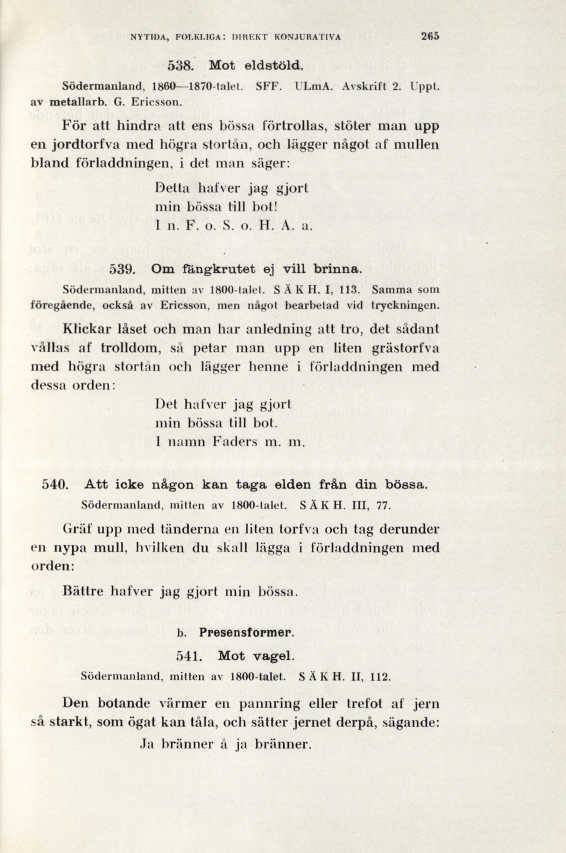 NYTIDA, FOLKLIGA: DIREKT KONJURATIVA 265
538. Mot eldstöld.
Södermanland, 1860—1870-talet. SFF. ULmA. Avskrift 2. Uppt.
av metallarb. G. Ericsson.
För att hindra att ens bössa förtrollas, stöter man upp
en jordtorfva med högra stortån, och lägger något af mullen
bland förladdningen, i det man säger:
Detta hafver jag gjort
min bössa till bot!
I n. F. o. S. o. H. A. a.
539. Om fängkrutet ej vill brinna.
Södermanland, mitten av 1800-talet. S Ä K H. I, 113. Samma som
föregående, också av Ericsson, men något bearbetad vid tryckningen.
Klickar låset och man har anledning att tro, det sådant
vållas af trolldom, så petar man upp en liten grästorfva
med högra stortån och lägger henne i förladdningen med
dessa orden:
Det hafver jag gjort
min bössa till bot.
I namn Faders m. m.
540. Att icke någon kan taga elden från din bössa.
Södermanland, mitten av 1800-talet. S Ä K H. III, 77.
Gräf upp med tänderna en liten torfva och tag derunder
en nypa mull, hvilken du skall lägga i förladdningen med
orden:
Bättre hafver jag gjort min bössa.
b. Presensformer.
541. Mot vagel.
Södermanland, mitten av 1800-talet. S Ä K H. II, 112.
Den botande värmer en pannring eller trefot af jern
så starkt, som ögat kan tåla, och sätter jernet derpå, sägande:
Ja bränner å ja bränner.